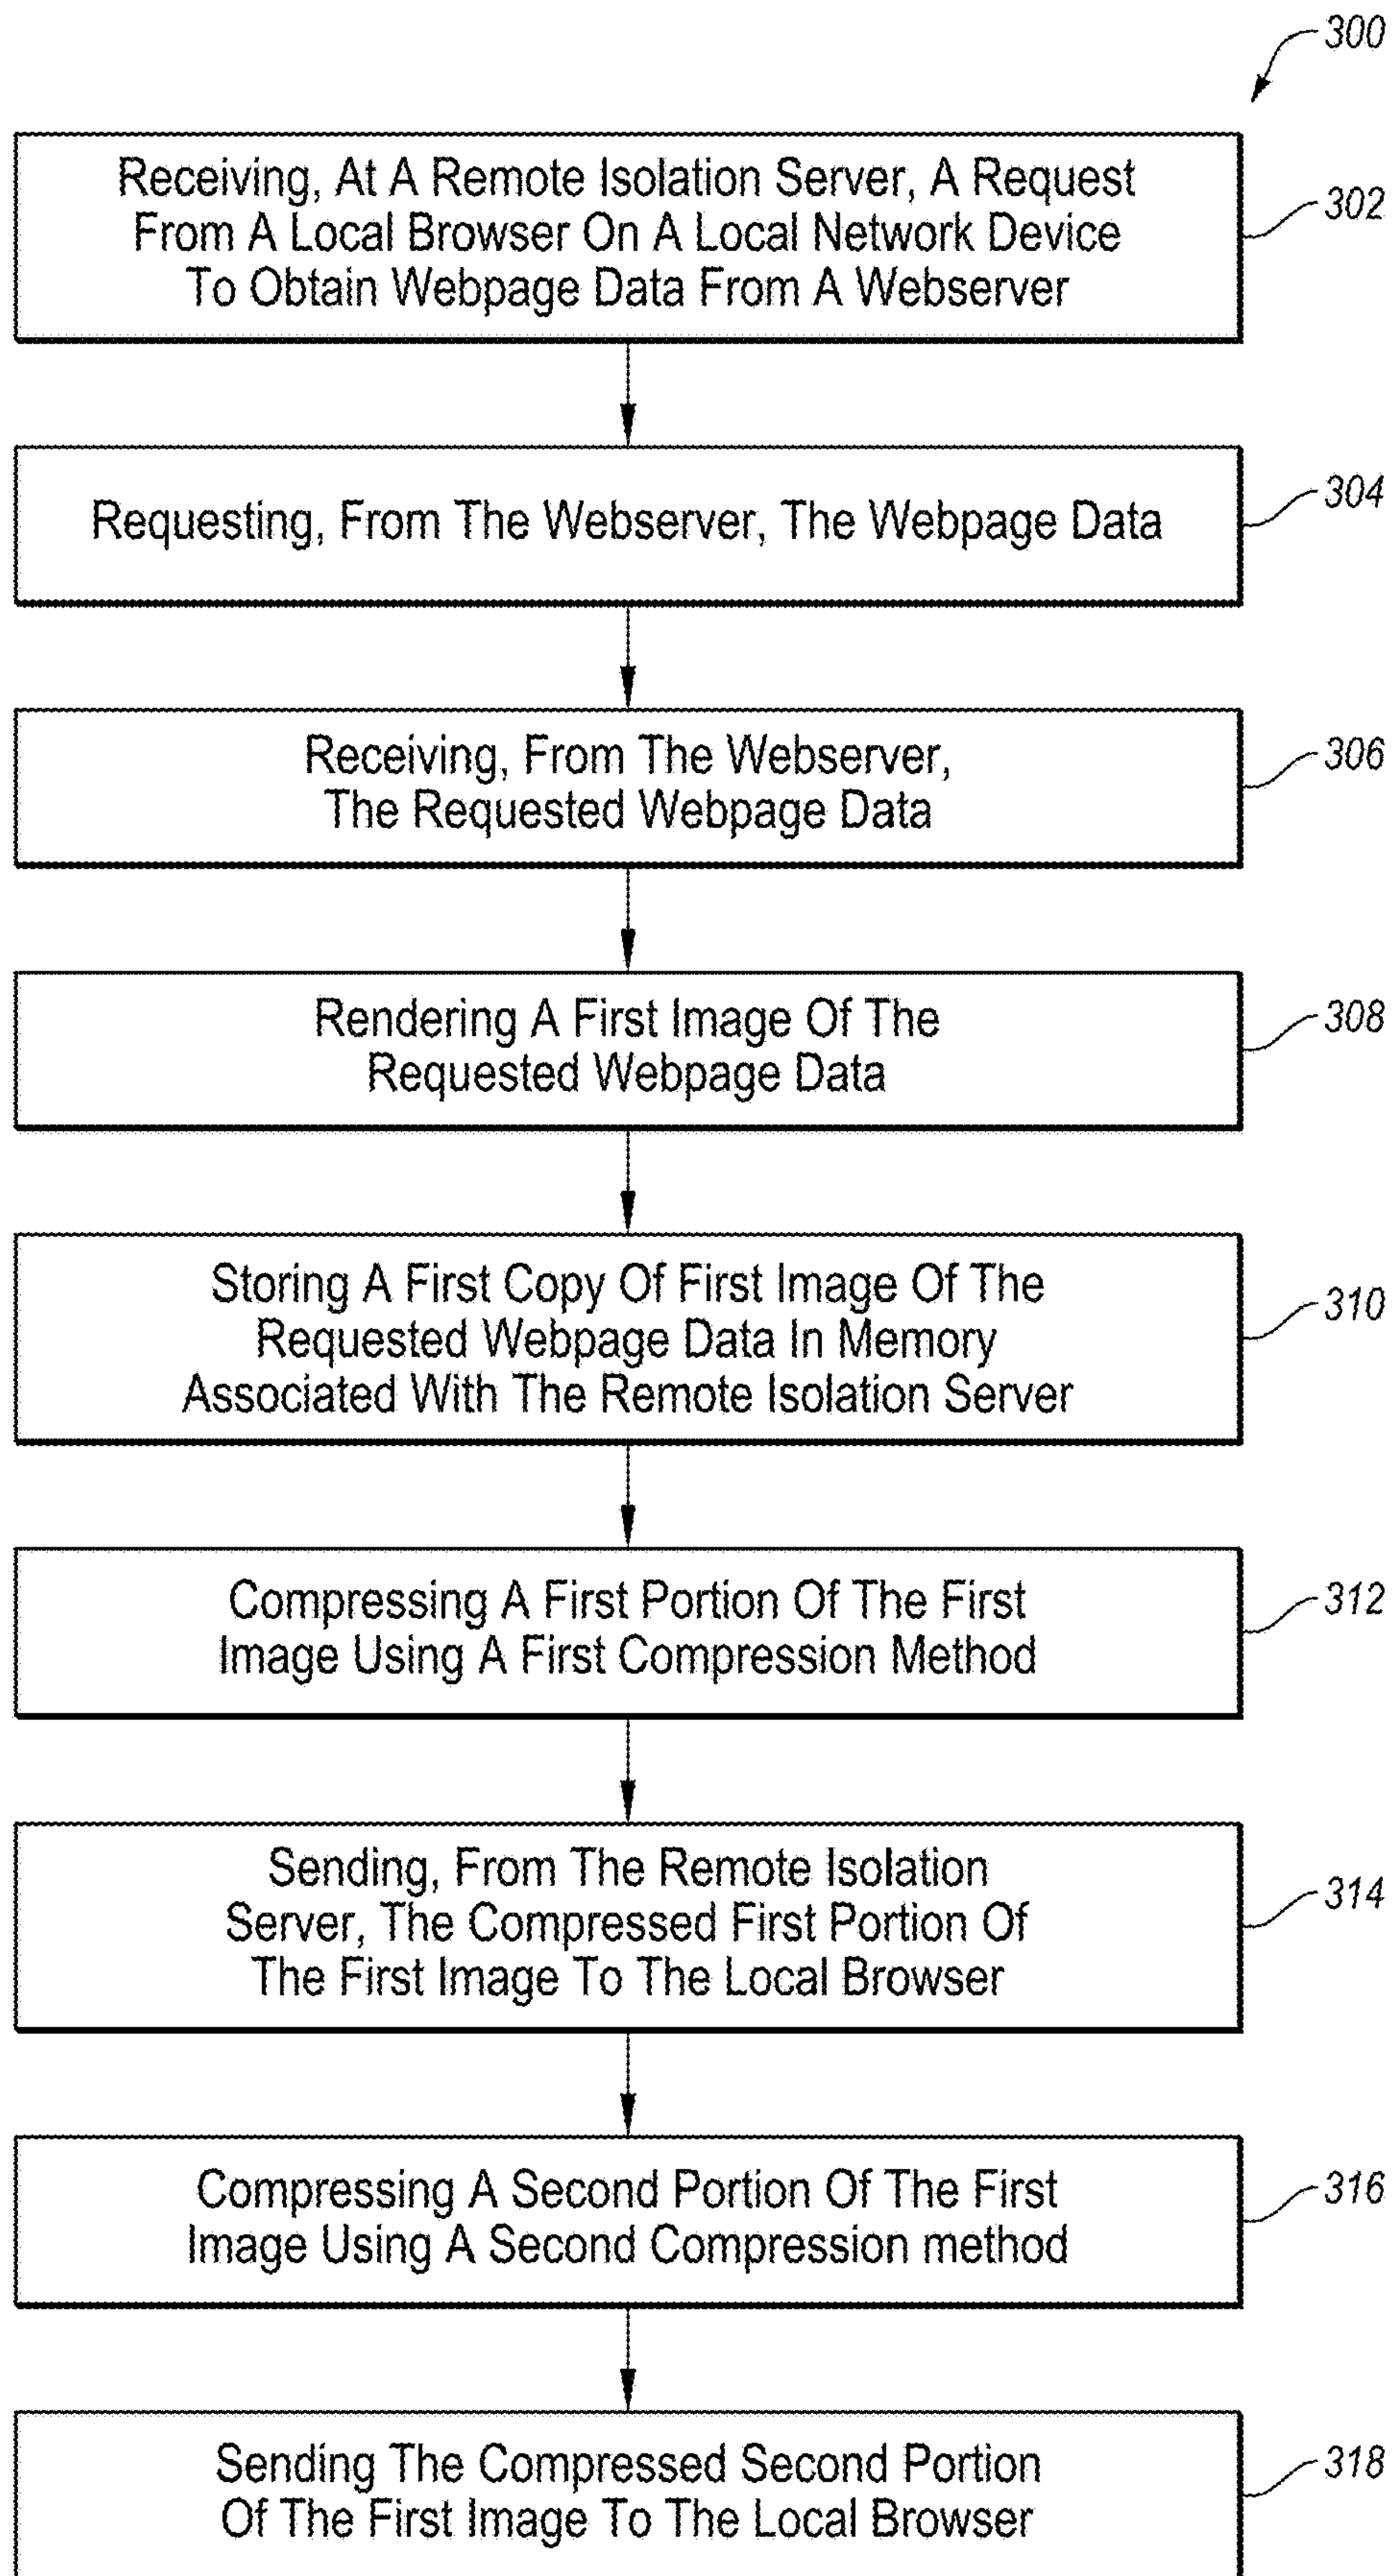 300
Receiving, At A Remote Isolation Server, A Request
From A Local Browser On A Local Network Device
To Obtain Webpage Data From A Webserver
302
Requesting, From The Webserver, The Webpage Data
304
Receiving, From The Webserver,
The Requested Webpage Data
306
Rendering A First Image Of The
Requested Webpage Data
308
Storing A First Copy Of First Image Of The
Requested Webpage Data In Memory
Associated With The Remote Isolation Server
310
Compressing A First Portion Of The First
Image Using A First Compression Method
312
Sending, From The Remote Isolation
Server, The Compressed First Portion Of
The First Image To The Local Browser
314
Compressing A Second Portion Of The First
Image Using A Second Compression method
316
Sending The Compressed Second Portion
Of The First Image To The Local Browser
318